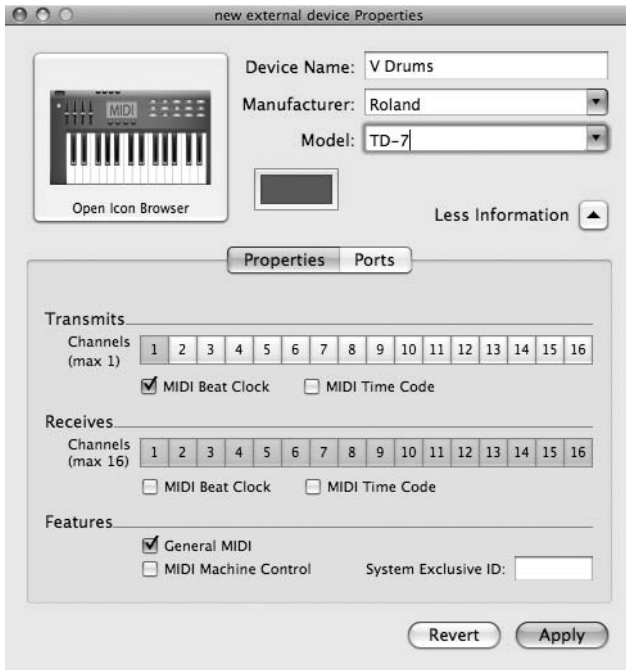 new external device Properties
Device Name: V Drums
MIDI
Manufacturer: Roland
Model: TD-7
Open Icon Browser
Less Information
Properties Ports
Transmits
Channels
(max 1)
1 2 3 4 5 6 7 8 9 10 11 12 13 14 15 16
MIDI Beat Clock MIDI Time Code
Receives
Channels
(max 16)
1 2 3 4 5 6 7 8 9 10 11 12 13 14 15 16
MIDI Beat Clock MIDI Time Code
Features
General MIDI
MIDI Machine Control System Exclusive ID:
Revert Apply